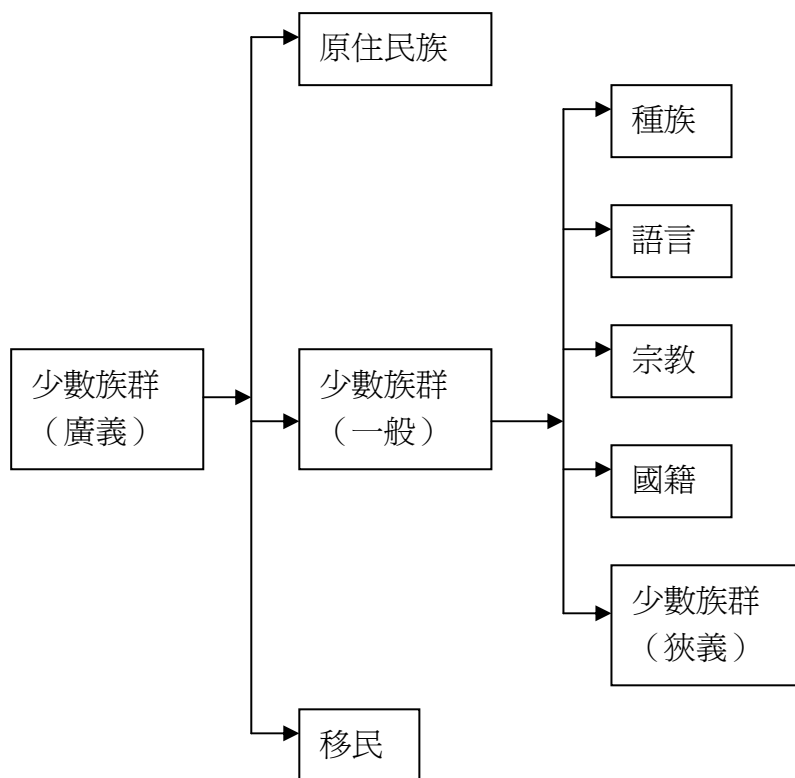 原住民族
種族
語言
少數族群
（廣義）
少數族群
（一般）
宗教
國籍
少數族群
（狹義）
移民